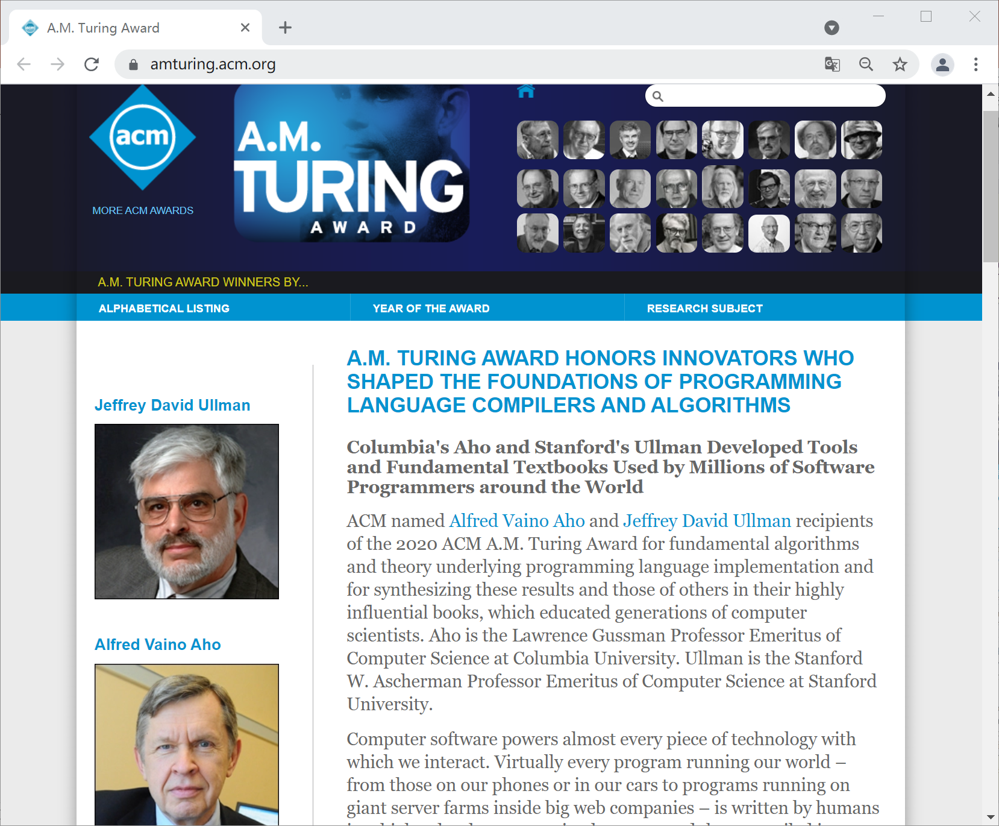 A.M. Turing Award
amturing.acm.org
acm
MORE ACM AWARDS
A.M.
TURING
AWARD
A.M. TURING AWARD WINNERS BY...
ALPHABETICAL LISTING
YEAR OF THE AWARD
RESEARCH SUBJECT
Jeffrey David Ullman
Alfred Vaino Aho
A.M. TURING AWARD HONORS INNOVATORS WHO
SHAPED THE FOUNDATIONS OF PROGRAMMING
LANGUAGE COMPILERS AND ALGORITHMS
Columbia's Aho and Stanford's Ullman Developed Tools
and Fundamental Textbooks Used by Millions of Software
Programmers around the World
ACM named Alfred Vaino Aho and Jeffrey David Ullman recipients
of the 2020 ACM A.M. Turing Award for fundamental algorithms
and theory underlying programming language implementation and
for synthesizing these results and those of others in their highly
influential books, which educated generations of computer
scientists. Aho is the Lawrence Gussman Professor Emeritus of
Computer Science at Columbia University. Ullman is the Stanford
W. Ascherman Professor Emeritus of Computer Science at Stanford
University.
Computer software powers almost every piece of technology with
which we interact. Virtually every program running our world –
from those on our phones or in our cars to programs running on
giant server farms inside big web companies – is written by humans